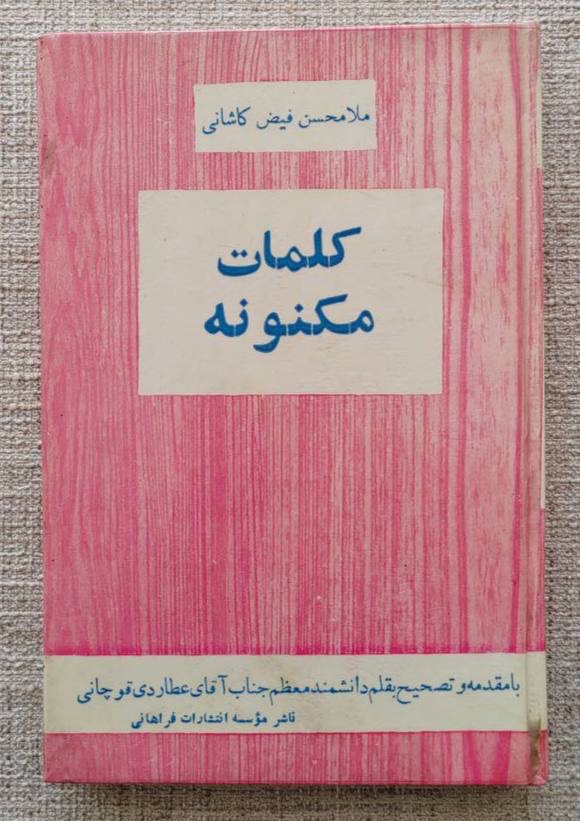 ملامحسن فیض کاشانی
کلمات
مکنونه
بامقدمه و تصحیح بقلم دانشمند معظم جناب آقای عطاردی قوچانی
ناشر مؤسسه انتشارات فراهانی